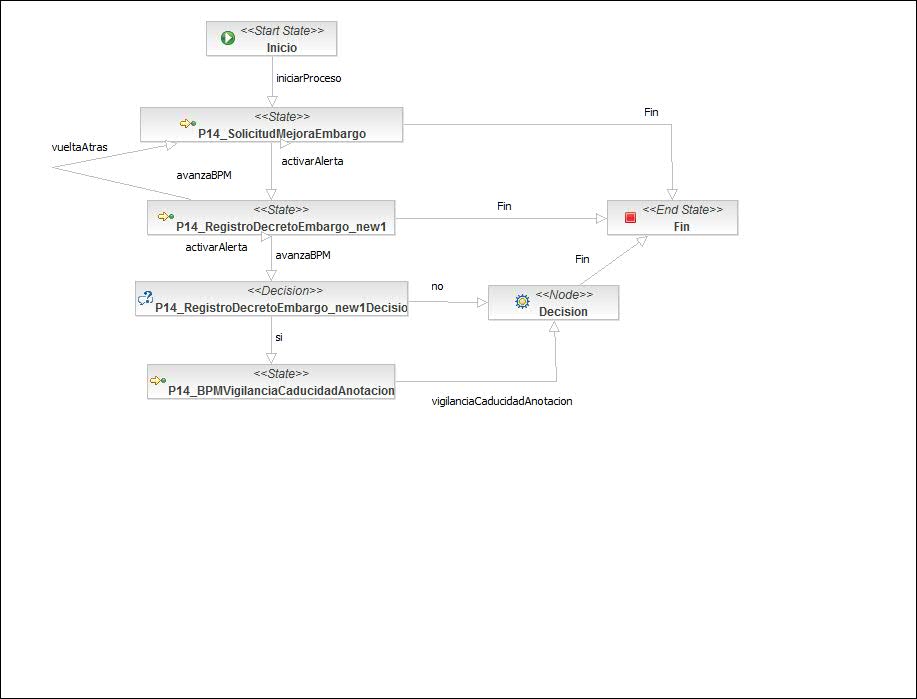 <<Start State>>
Inicio
iniciarProceso
<<State>>
P14_SolicitudMejoraEmbargo
Fin
vueltaAtras
activarAlerta
avanzaBPM
<<State>>
P14_RegistroDecretoEmbargo_new1
Fin
<<End State>>
Fin
activarAlerta
avanzaBPM
Fin
<<Decision>>
P14_RegistroDecretoEmbargo_new1Decisio
no
<<Node>>
Decision
si
<<State>>
P14_BPMVigilanciaCaducidadAnotacion
vigilanciaCaducidadAnotacion